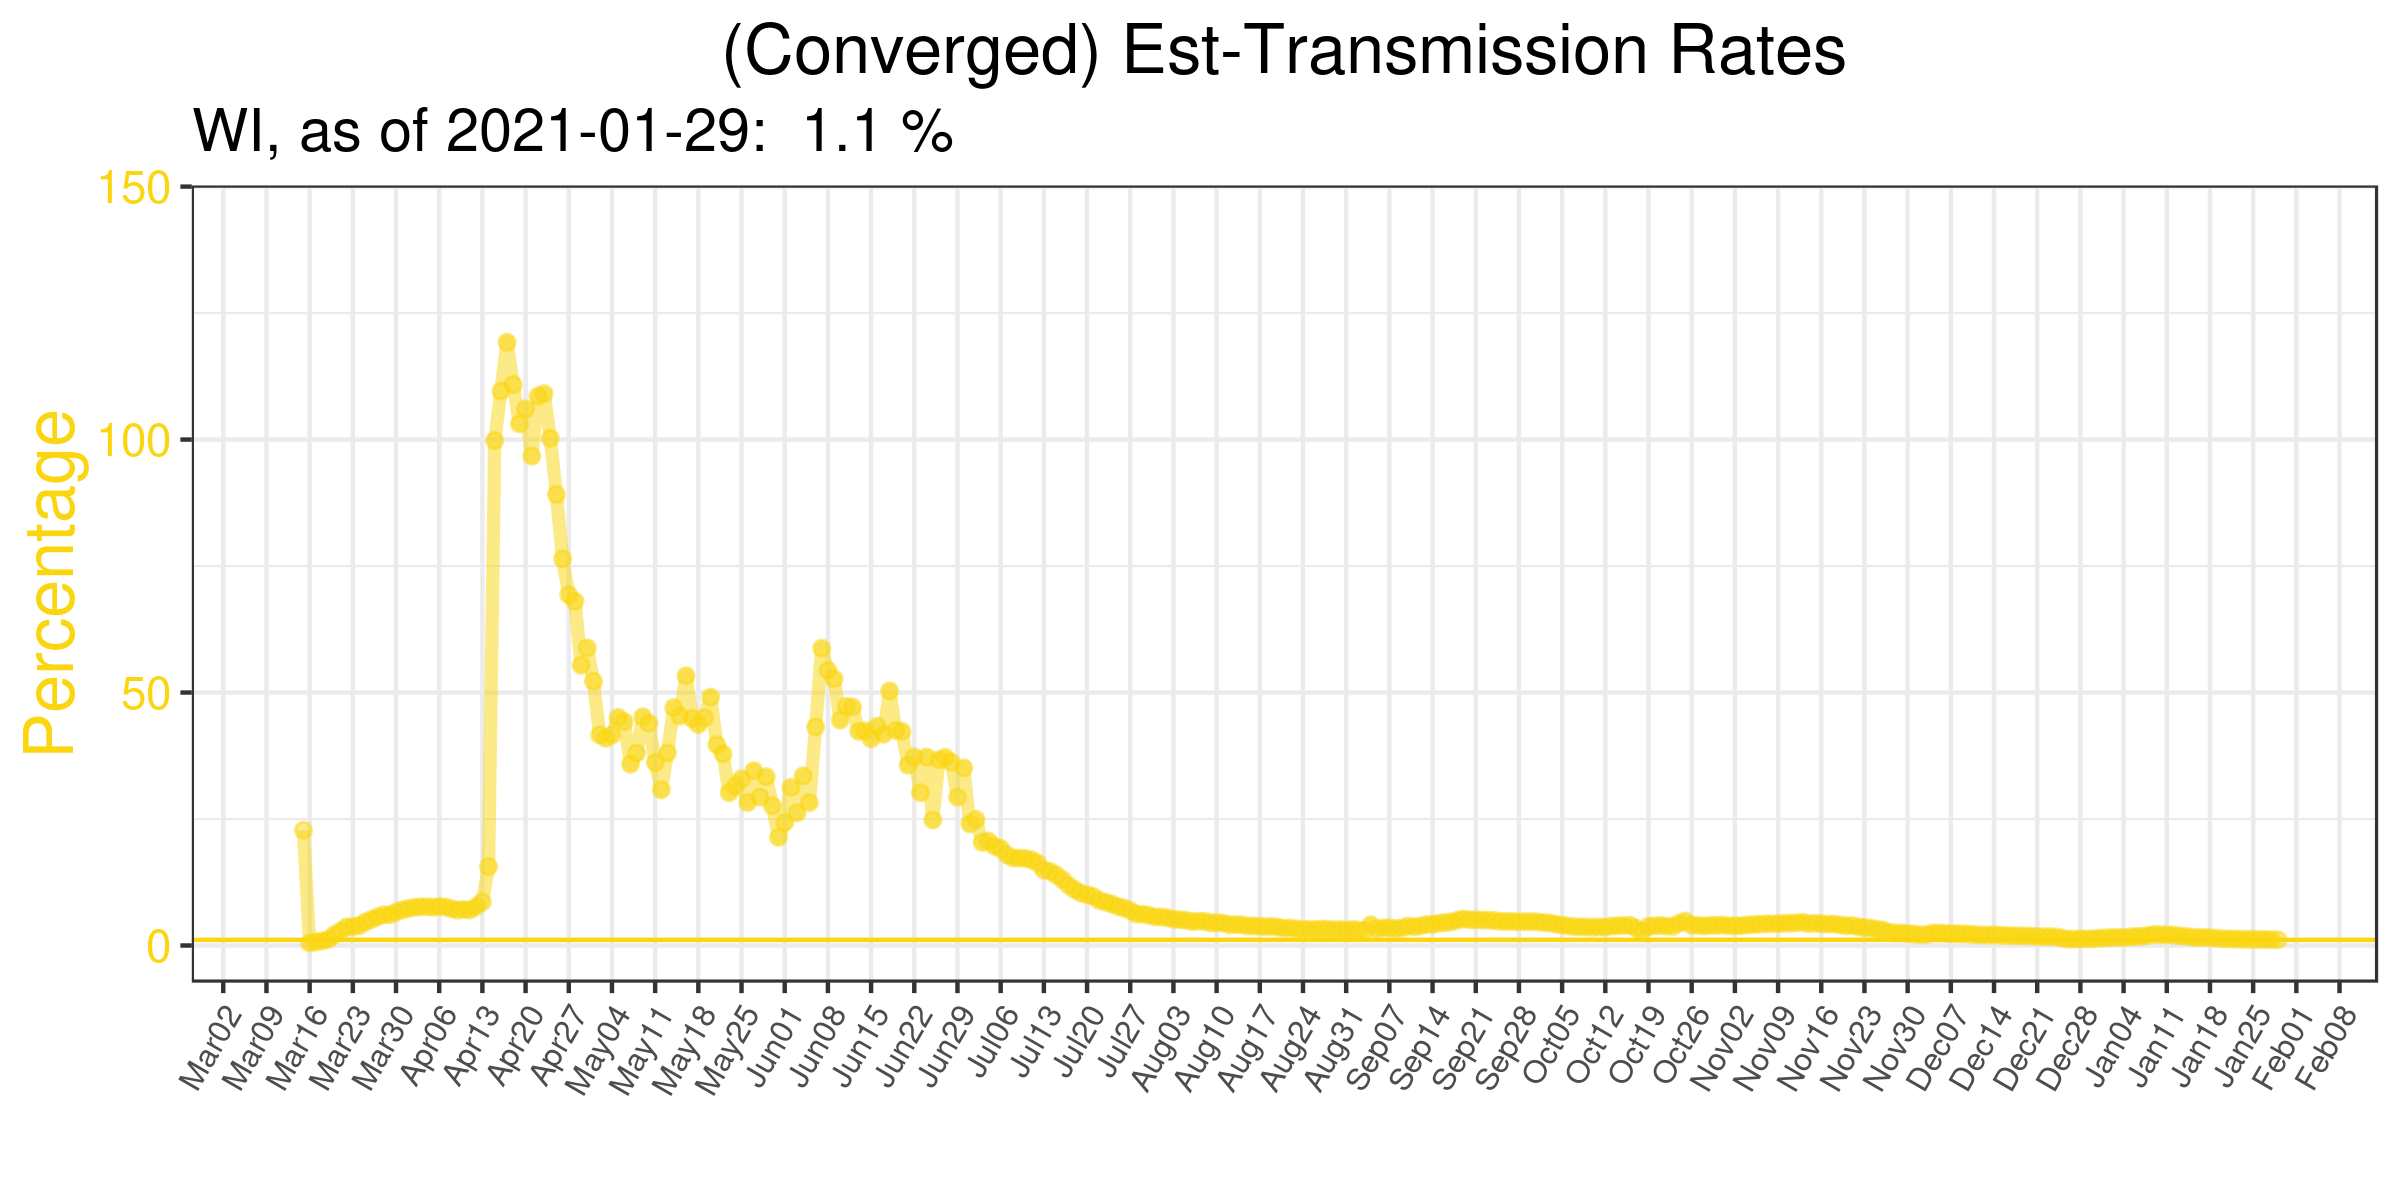 (Converged) Est-Transmission Rates
WI, as of 2021-01-29:  1.1 %
Percentage
150
100
50
0
Mar02
Mar09
Mar16
Mar23
Mar30
Apr06
Apr13
Apr20
Apr27
May04
May11
May18
May25
Jun01
Jun08
Jun15
Jun22
Jun29
Jul06
Jul13
Jul20
Jul27
Aug03
Aug10
Aug17
Aug24
Aug31
Sep07
Sep14
Sep21
Sep28
Oct05
Oct12
Oct19
Oct26
Nov02
Nov09
Nov16
Nov23
Nov30
Dec07
Dec14
Dec21
Dec28
Jan04
Jan11
Jan18
Jan25
Feb01
Feb08